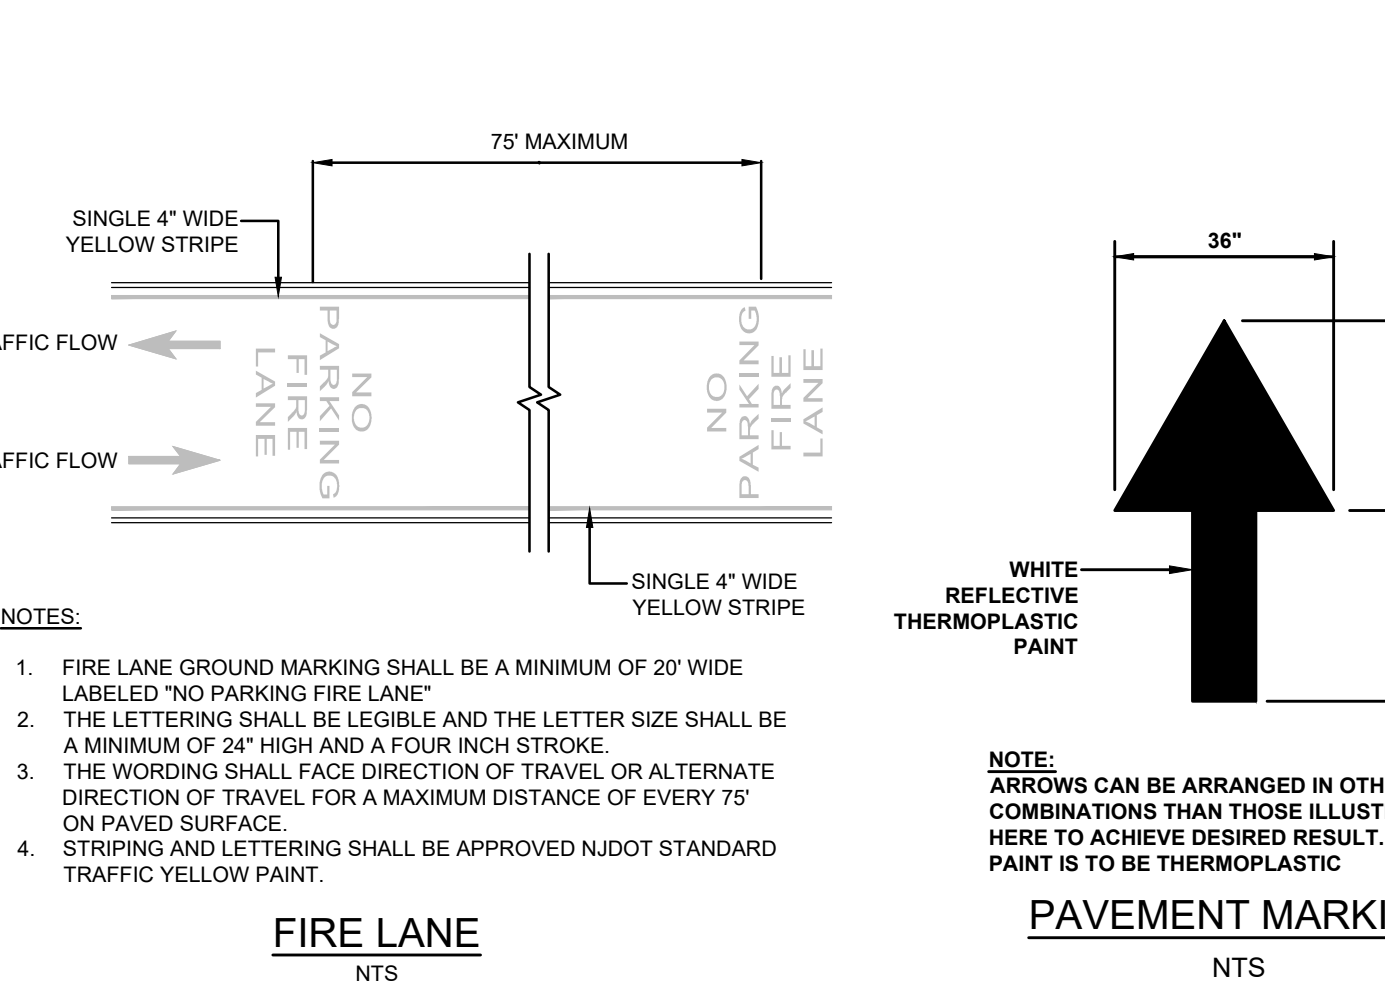 75' MAXIMUM
SINGLE 4" WIDE
YELLOW STRIPE
FFIC FLOW
NO
PARKING
FIRE
LANE
NO
PARKING
FIRE
LANE
FFIC FLOW
SINGLE 4" WIDE
YELLOW STRIPE
NOTES:
1. FIRE LANE GROUND MARKING SHALL BE A MINIMUM OF 20' WIDE
LABELED "NO PARKING FIRE LANE"
2. THE LETTERING SHALL BE LEGIBLE AND THE LETTER SIZE SHALL BE
A MINIMUM OF 24" HIGH AND A FOUR INCH STROKE.
3. THE WORDING SHALL FACE DIRECTION OF TRAVEL OR ALTERNATE
DIRECTION OF TRAVEL FOR A MAXIMUM DISTANCE OF EVERY 75'
ON PAVED SURFACE.
4. STRIPING AND LETTERING SHALL BE APPROVED NJDOT STANDARD
TRAFFIC YELLOW PAINT.
FIRE LANE
NTS
36"
WHITE
REFLECTIVE
THERMOPLASTIC
PAINT
NOTE:
ARROWS CAN BE ARRANGED IN OTH
COMBINATIONS THAN THOSE ILLUST
HERE TO ACHIEVE DESIRED RESULT.
PAINT IS TO BE THERMOPLASTIC
PAVEMENT MARKI
NTS